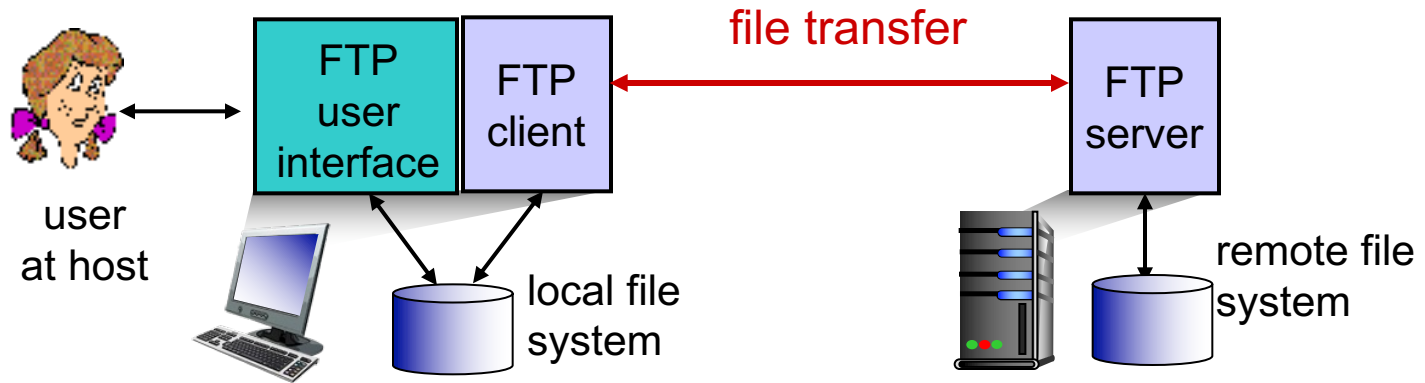 file transfer
FTP
user
interface
FTP
client
FTP
server
user
at host
local file
system
remote file
system